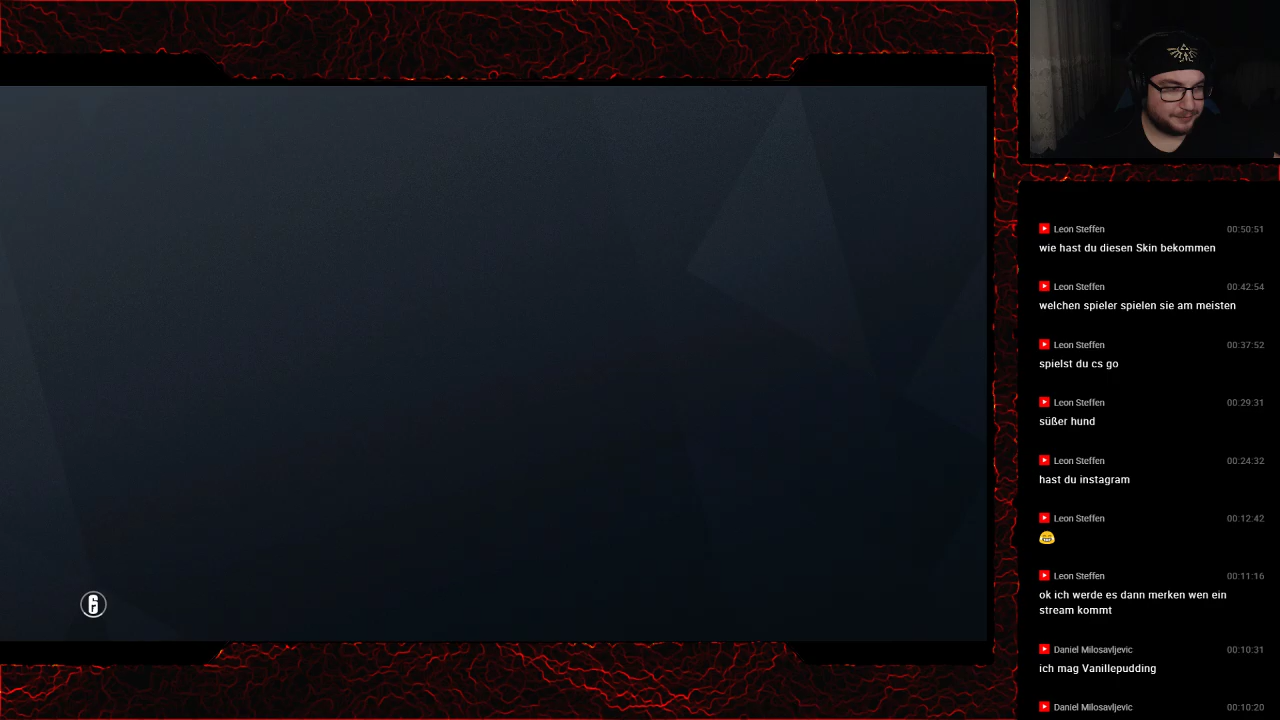 Leon Steffen 00:50:51
wie hast du diesen Skin bekommen
Leon Steffen 00:42:54
welchen spieler spielen sie am meisten
Leon Steffen 00:37:52
spielst du cs go
Leon Steffen 00:29:31
süßer hund
Leon Steffen 00:24:32
hast du instagram
Leon Steffen 00:12:42
😂
Leon Steffen 00:11:16
ok ich werde es dann merken wen ein
stream kommt
Daniel Milosavljevic 00:10:31
ich mag Vanillepudding
Daniel Milosavljevic 00:10:20
6